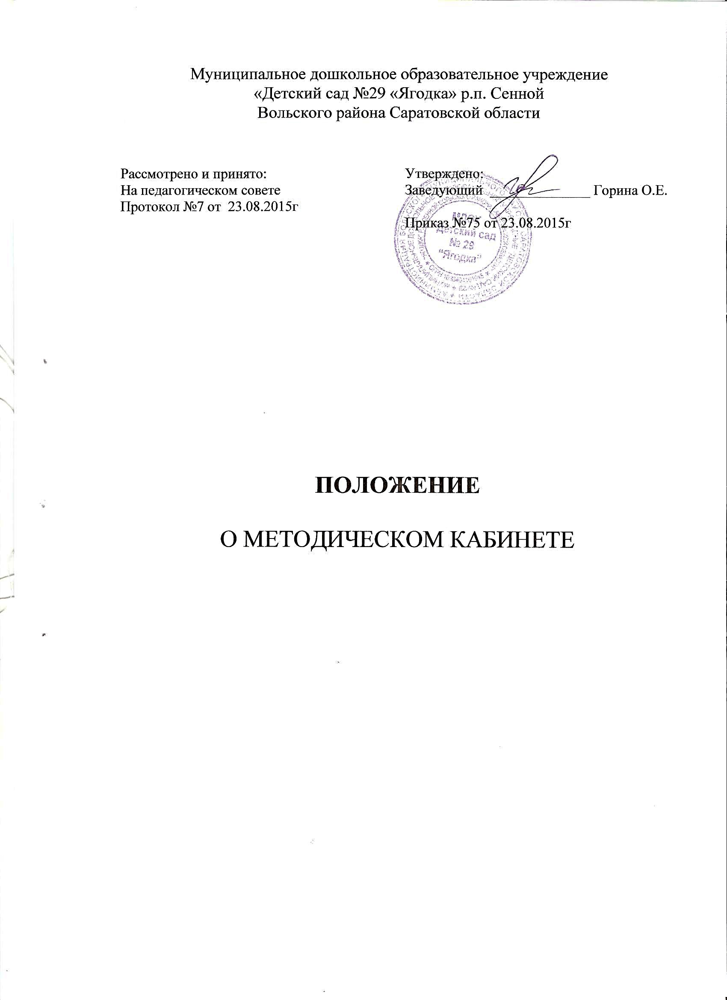 Муниципальное дошкольное образовательное учреждение
«Детский сад №29 «Ягодка» р.п. Сенной
Вольского района Саратовской области
Рассмотрено и принято:
На педагогическом совете
Протокол №7 от 23.08.2015г
Утверждено:
Заведующий ______________ Горина О.Е.
Приказ №75 от 23.08.2015г
МДОУ
Детский сад
№ 29
"Ягодка"
ПОЛОЖЕНИЕ
О МЕТОДИЧЕСКОМ КАБИНЕТЕ